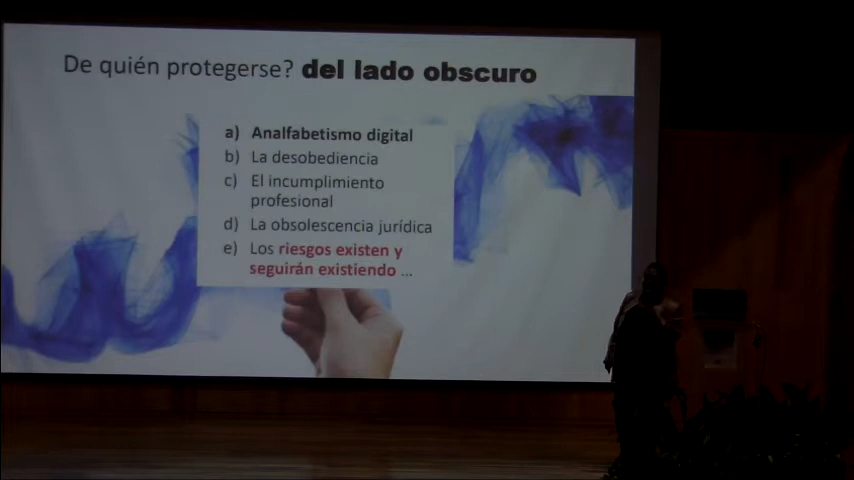 De quién protegerse? del lado obscuro
a) Analfabetismo digital
b) La desobediencia
c) El incumplimiento
profesional
d) La obsolescencia jurídica
e) Los riesgos existen y
seguirán existiendo ...